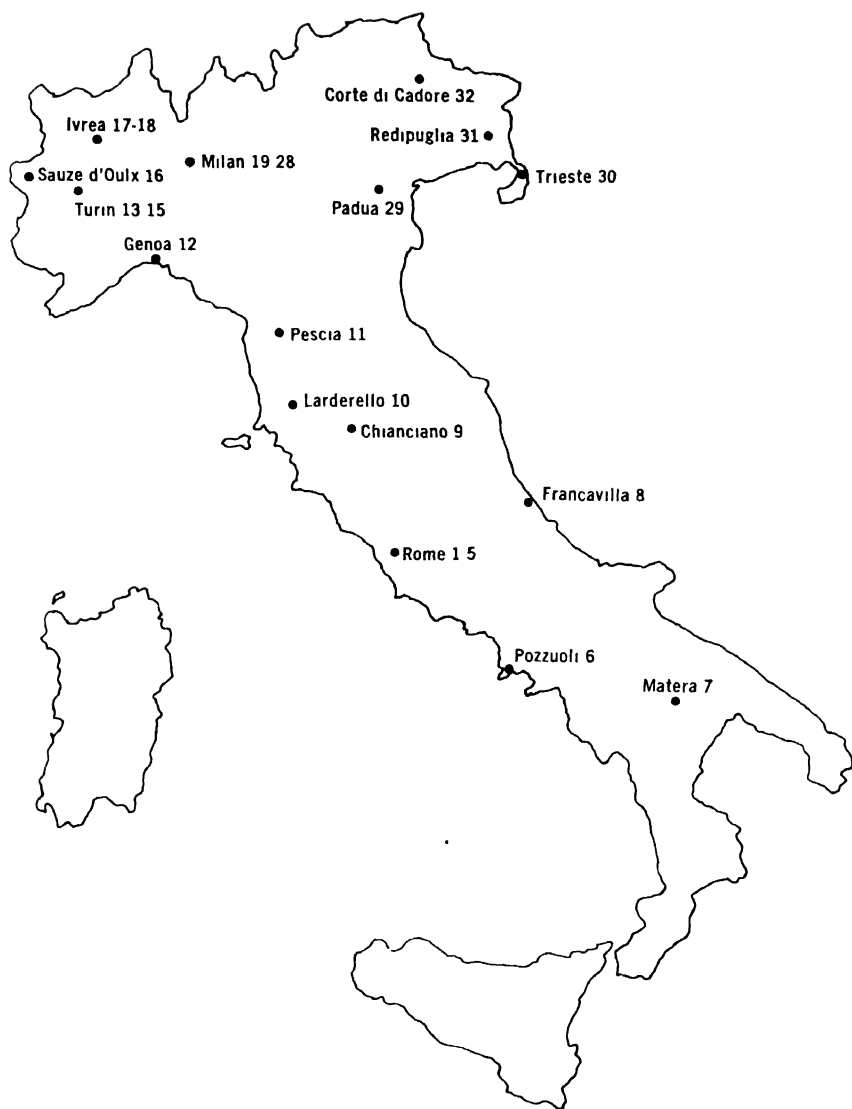 Corte di Cadore 32
Ivrea 17-18
Redipuglia 31
Milan 19 28
Sauze d'Oulx 16
Trieste 30
Turin 13 15
Padua 29
Genoa 12
Pescia 11
Larderello 10
Chianciano 9
Francavilla 8
Rome 1 5
Pozzuoli 6
Matera 7